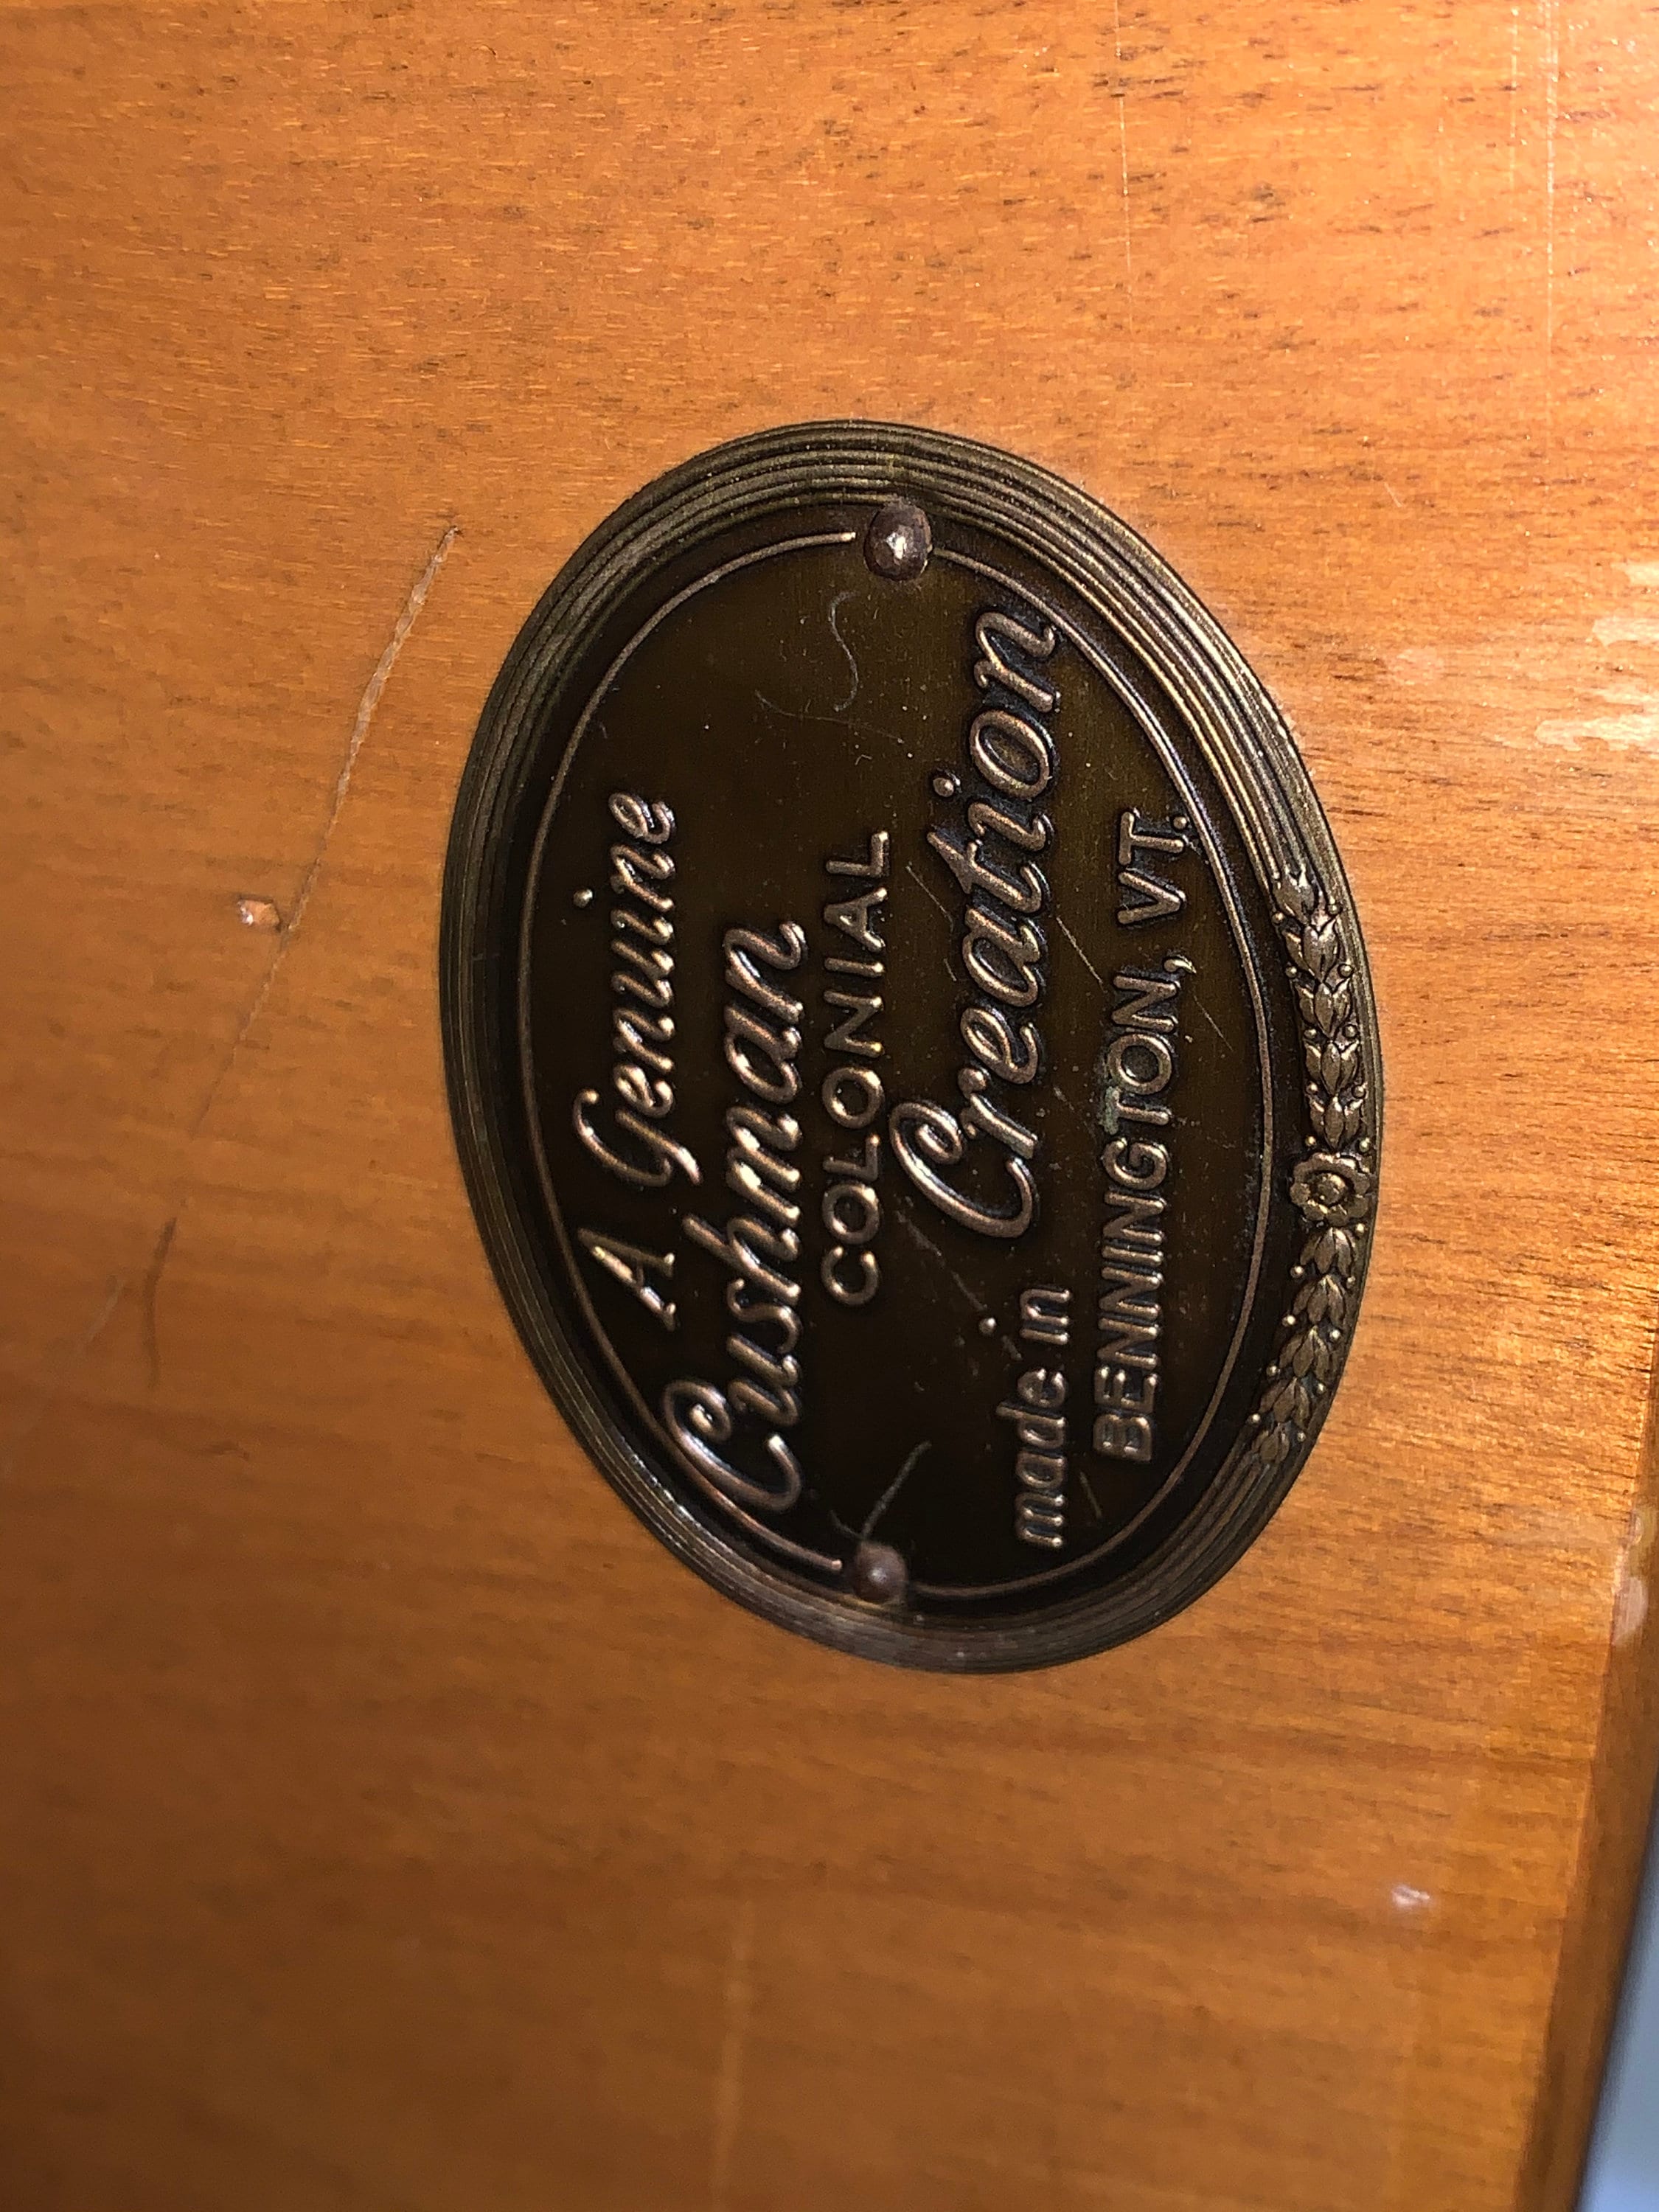 A Genuine
Cushman
COLONIAL
Creation
made in
BENNINGTON, VT.